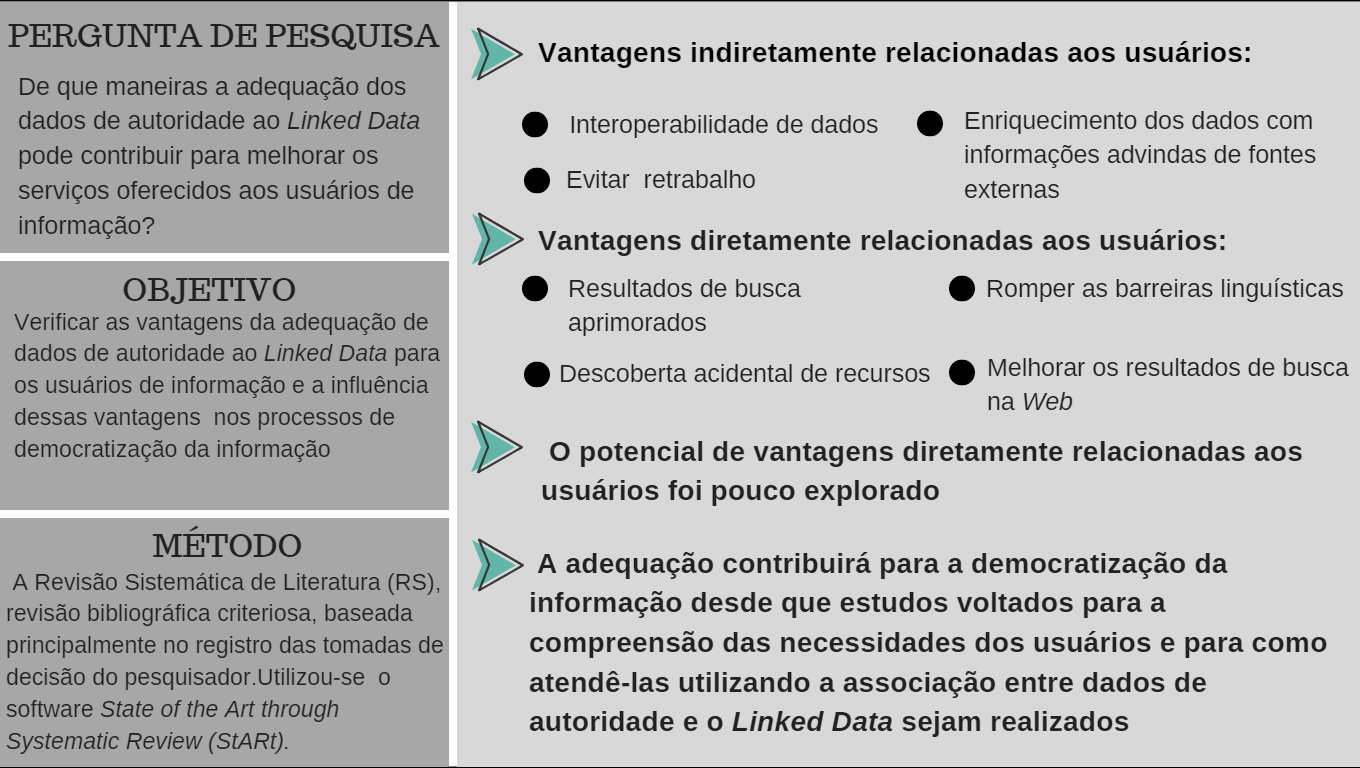 PERGUNTA DE PESQUISA
De que maneiras a adequação dos
dados de autoridade ao Linked Data
pode contribuir para melhorar os
serviços oferecidos aos usuários de
informação?
OBJETIVO
Verificar as vantagens da adequação de
dados de autoridade ao Linked Data para
os usuários de informação e a influência
dessas vantagens  nos processos de
democratização da informação
MÉTODO
A Revisão Sistemática de Literatura (RS),
revisão bibliográfica criteriosa, baseada
principalmente no registro das tomadas de
decisão do pesquisador.Utilizou-se  o
software State of the Art through
Systematic Review (StARt).
Vantagens indiretamente relacionadas aos usuários:
Interoperabilidade de dados
Evitar  retrabalho
Enriquecimento dos dados com
informações advindas de fontes
externas
Vantagens diretamente relacionadas aos usuários:
Resultados de busca
aprimorados
Descoberta acidental de recursos
Romper as barreiras linguísticas
Melhorar os resultados de busca
na Web
O potencial de vantagens diretamente relacionadas aos
usuários foi pouco explorado
A adequação contribuirá para a democratização da
informação desde que estudos voltados para a
compreensão das necessidades dos usuários e para como
atendê-las utilizando a associação entre dados de
autoridade e o Linked Data sejam realizados